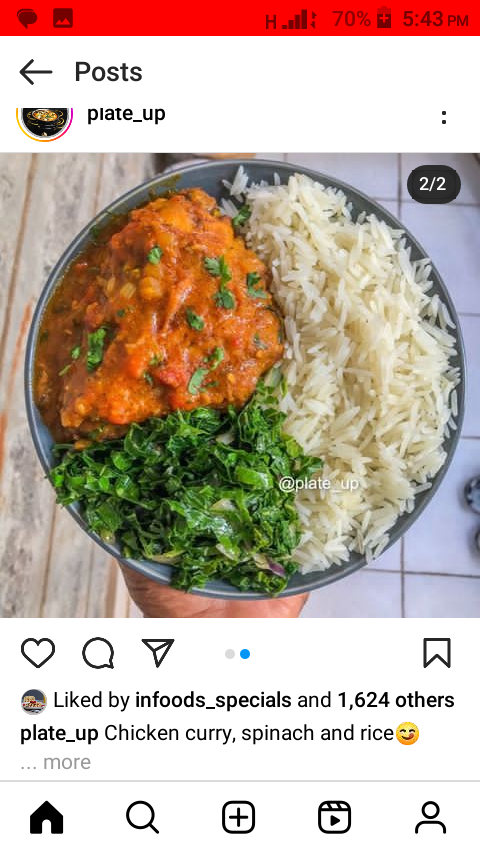 H 70% 5:43 PM
Posts
plate_up
2/2
@plate_up
Liked by infoods_specials and 1,624 others
plate_up Chicken curry, spinach and rice😋
... more